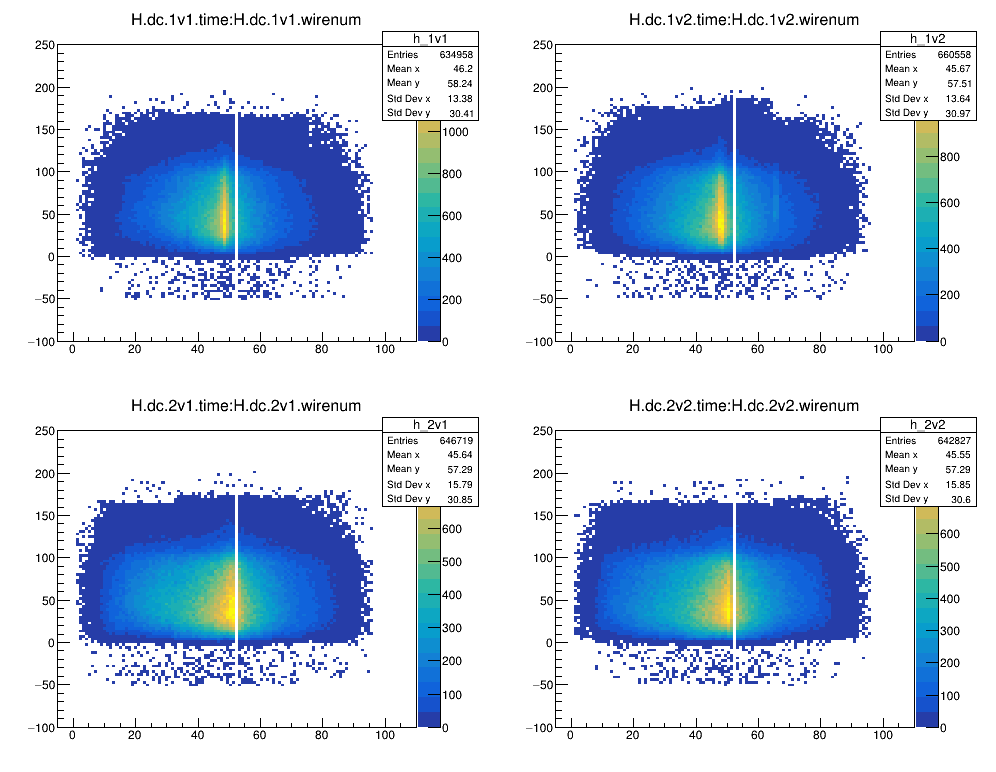 H.dc.1v1.time:H.dc.1v1.wirenum
h_1v1
Entries 634958
Mean x 46.2
Mean y 58.24
Std Dev x 13.38
Std Dev y 30.41
250
200
150
100
50
0
−50
−100
0 20 40 60 80 100
1000
800
600
400
200
0
H.dc.1v2.time:H.dc.1v2.wirenum
h_1v2
Entries 660558
Mean x 45.67
Mean y 57.51
Std Dev x 13.64
Std Dev y 30.97
250
200
150
100
50
0
−50
−100
0 20 40 60 80 100
800
600
400
200
0
H.dc.2v1.time:H.dc.2v1.wirenum
h_2v1
Entries 646719
Mean x 45.64
Mean y 57.29
Std Dev x 15.79
Std Dev y 30.85
250
200
150
100
50
0
−50
−100
0 20 40 60 80 100
600
500
400
300
200
100
0
H.dc.2v2.time:H.dc.2v2.wirenum
h_2v2
Entries 642827
Mean x 45.55
Mean y 57.29
Std Dev x 15.85
Std Dev y 30.6
250
200
150
100
50
0
−50
−100
0 20 40 60 80 100
600
500
400
300
200
100
0